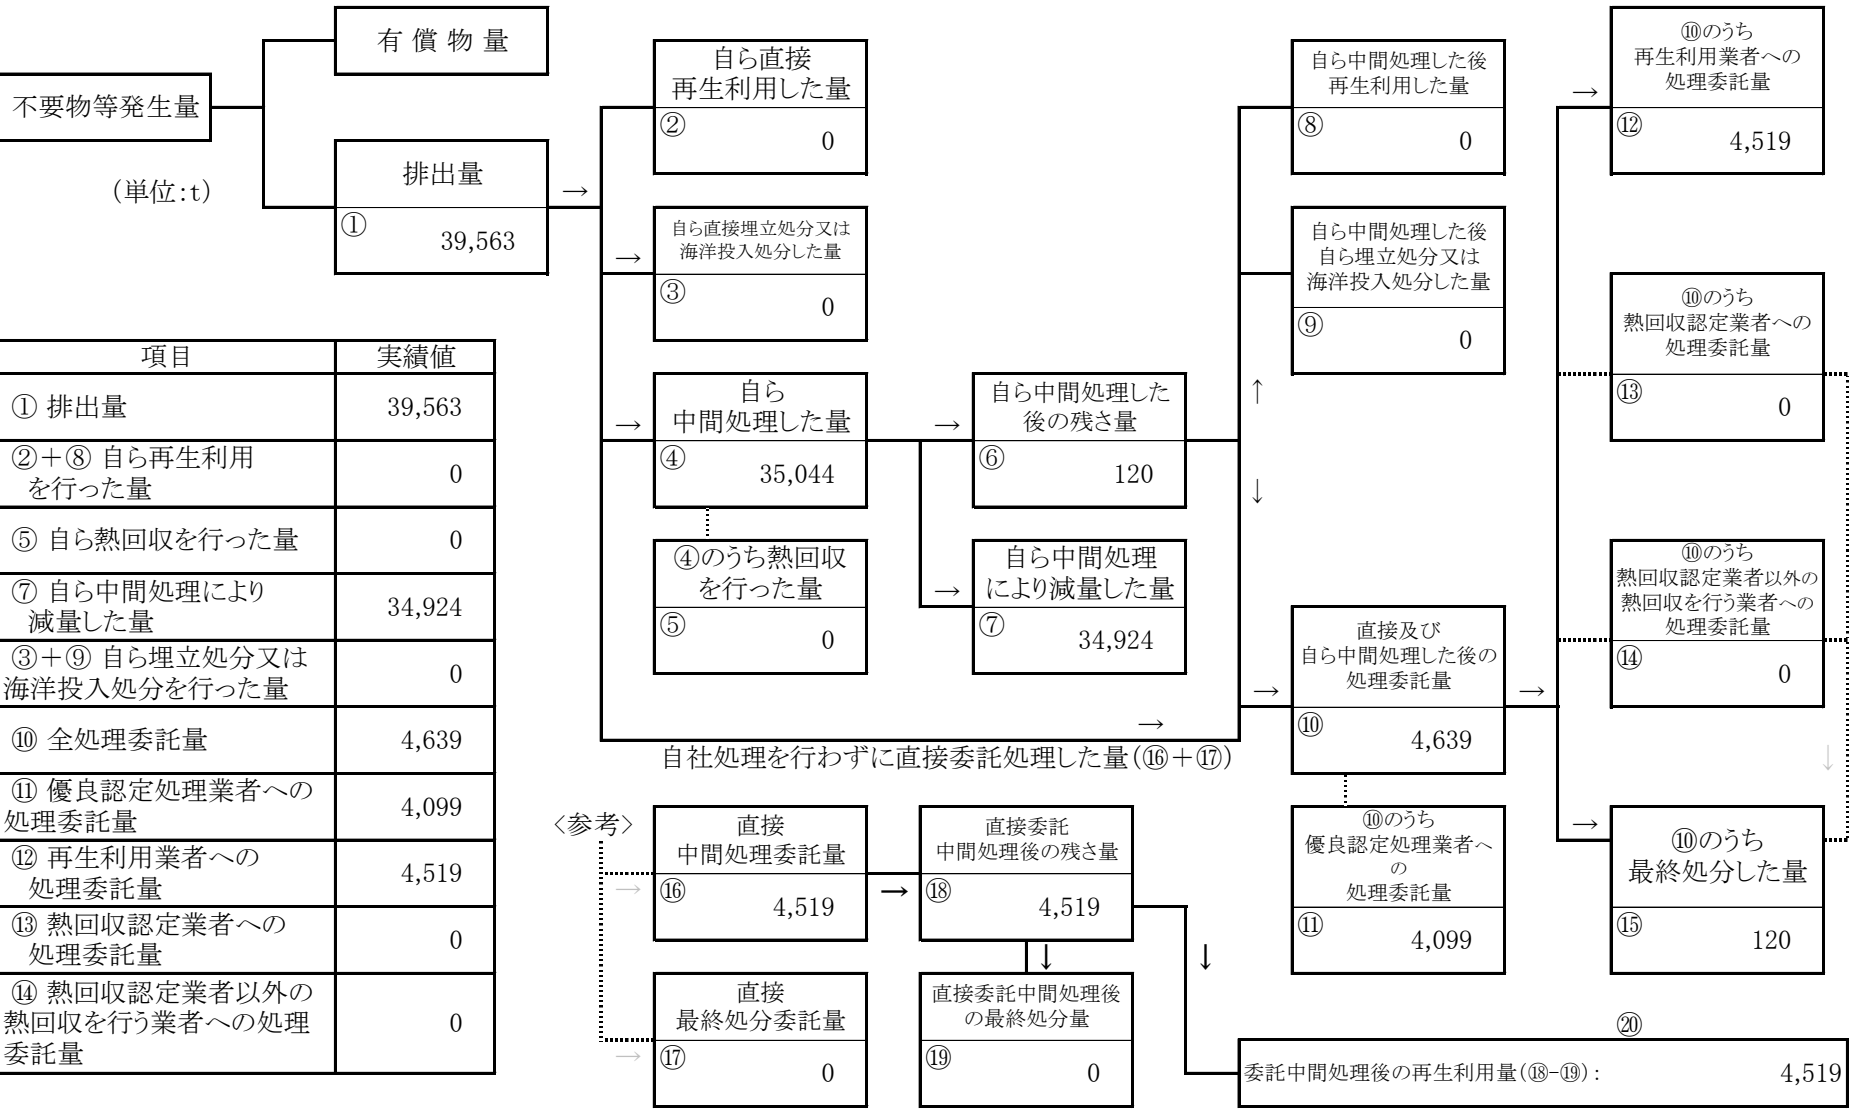 有 償 物 量
不要物等発生量
(単位:t)
排出量
→
①
39,563
自ら直接
再生利用した量
②
0
→
自ら直接埋立処分又は
海洋投入処分した量
③
0
→
自ら
中間処理した量
④
35,044
④のうち熱回収
を行った量
⑤
0
→
自ら中間処理した
後の残さ量
⑥
120
→
自ら中間処理
により減量した量
⑦
34,924
↑
↓
自ら中間処理した後
再生利用した量
⑧
0
自ら中間処理した後
自ら埋立処分又は
海洋投入処分した量
⑨
0
→
自社処理を行わずに直接委託処理した量(⑯+⑰)
→
直接及び
自ら中間処理した後の
処理委託量
⑩
4,639
⑩のうち
優良認定処理業者へ
の
処理委託量
⑪
4,099
→
→
⑩のうち
再生利用業者への
処理委託量
⑫
4,519
⑩のうち
熱回収認定業者への
処理委託量
⑬
0
⑩のうち
熱回収認定業者以外の
熱回収を行う業者への
処理委託量
⑭
0
↓
→
⑩のうち
最終処分した量
⑮
120
項目 実績値
① 排出量 39,563
②+⑧ 自ら再生利用
を行った量 0
⑤ 自ら熱回収を行った量 0
⑦ 自ら中間処理により
減量した量 34,924
③+⑨ 自ら埋立処分又は
海洋投入処分を行った量 0
⑩ 全処理委託量 4,639
⑪ 優良認定処理業者への
処理委託量 4,099
⑫ 再生利用業者への
処理委託量 4,519
⑬ 熱回収認定業者への
処理委託量 0
⑭ 熱回収認定業者以外の
熱回収を行う業者への処理
委託量 0
<参考>
→
直接
中間処理委託量
⑯
4,519
→
直接委託
中間処理後の残さ量
⑱
4,519
↓
↓
→
直接
最終処分委託量
⑰
0
直接委託中間処理後
の最終処分量
⑲
0
⑳
委託中間処理後の再生利用量(⑱-⑲): 4,519